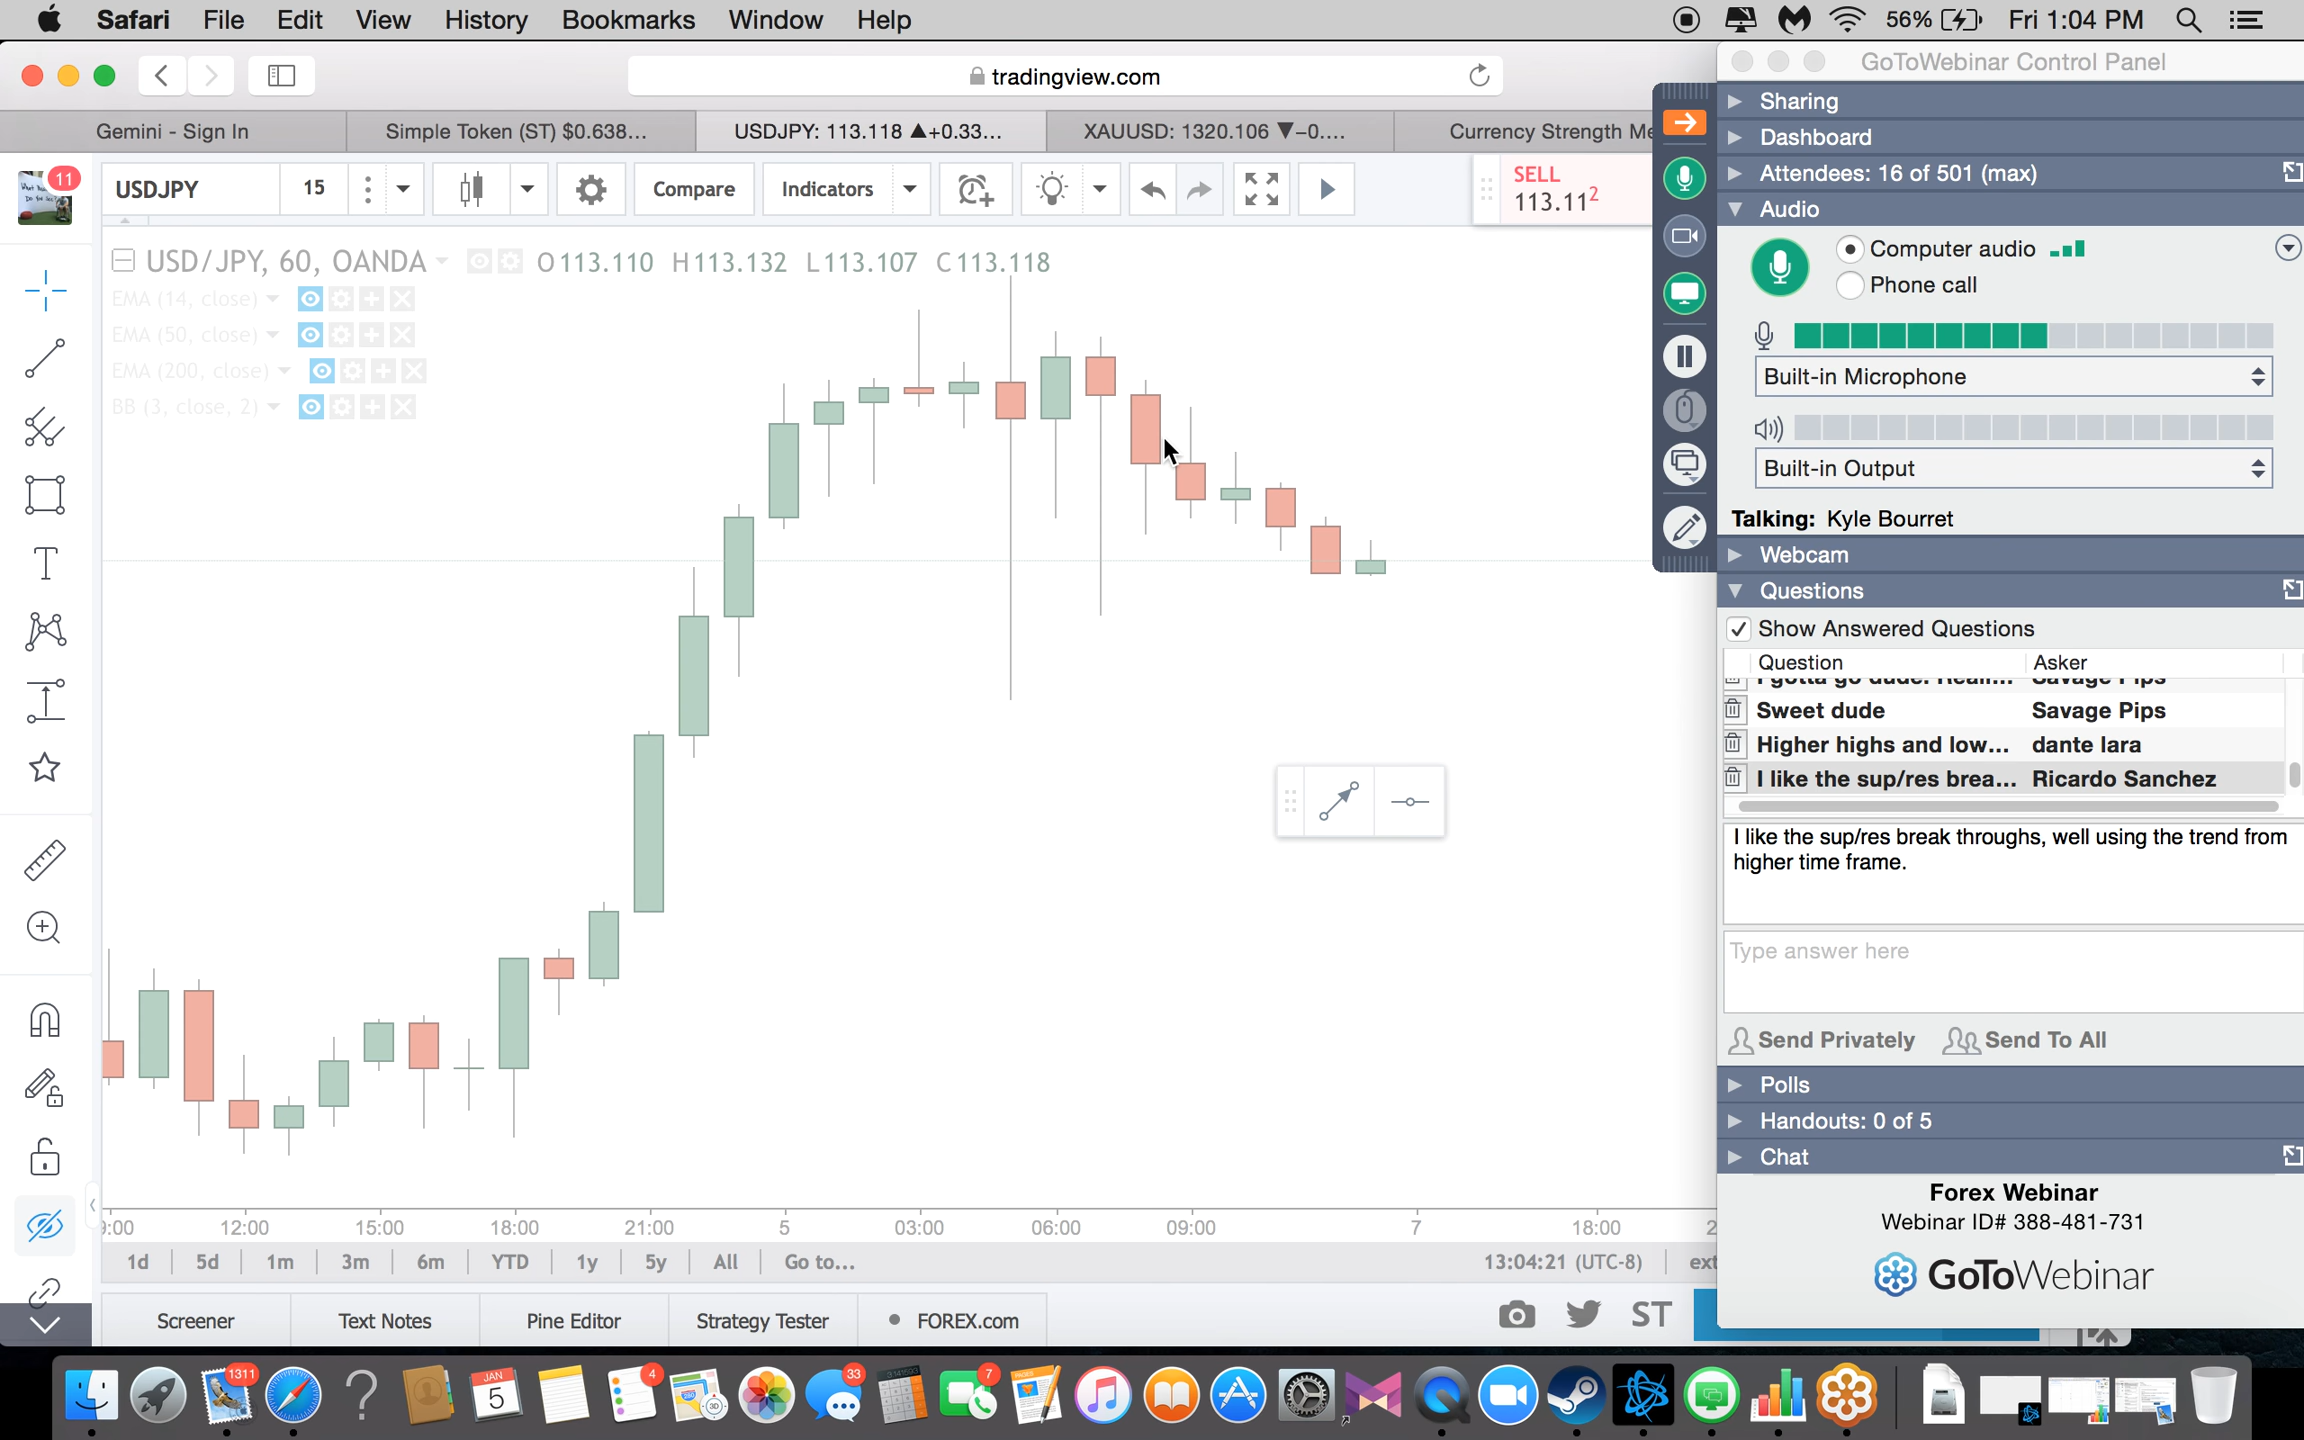 Safari File Edit View History Bookmarks Window Help 56% Fri 1:04 PM
tradingview.com
GoToWebinar Control Panel
Gemini - Sign In
Simple Token (ST) $0.638...
USDJPY: 113.118 ▲+0.33...
XAUUSD: 1320.106 ▼−0....
Currency Strength Me
11
USDJPY 15 Compare Indicators
SELL
113.112
USD/JPY, 60, OANDA O113.110 H113.132 L113.107 C113.118
EMA (14, close)
EMA (50, close)
EMA (200, close)
BB (3, close, 2)
9:00 12:00 15:00 18:00 21:00 5 03:00 06:00 09:00 7 18:00 2
1d 5d 1m 3m 6m YTD 1y 5y All Go to... 13:04:21 (UTC-8) ext
Screener Text Notes Pine Editor Strategy Tester FOREX.com ST
Sharing
Dashboard
Attendees: 16 of 501 (max)
Audio
Computer audio
Phone call
Built-in Microphone
Built-in Output
Talking: Kyle Bourret
Webcam
Questions
Show Answered Questions
Question Asker
I gotta go dude. Reall... Savage Pips
Sweet dude Savage Pips
Higher highs and low... dante lara
I like the sup/res brea... Ricardo Sanchez
I like the sup/res break throughs, well using the trend from
higher time frame.
Type answer here
Send Privately Send To All
Polls
Handouts: 0 of 5
Chat
Forex Webinar
Webinar ID# 388-481-731
GoToWebinar
1311
JAN
5
4
3D
33
7
PAGES